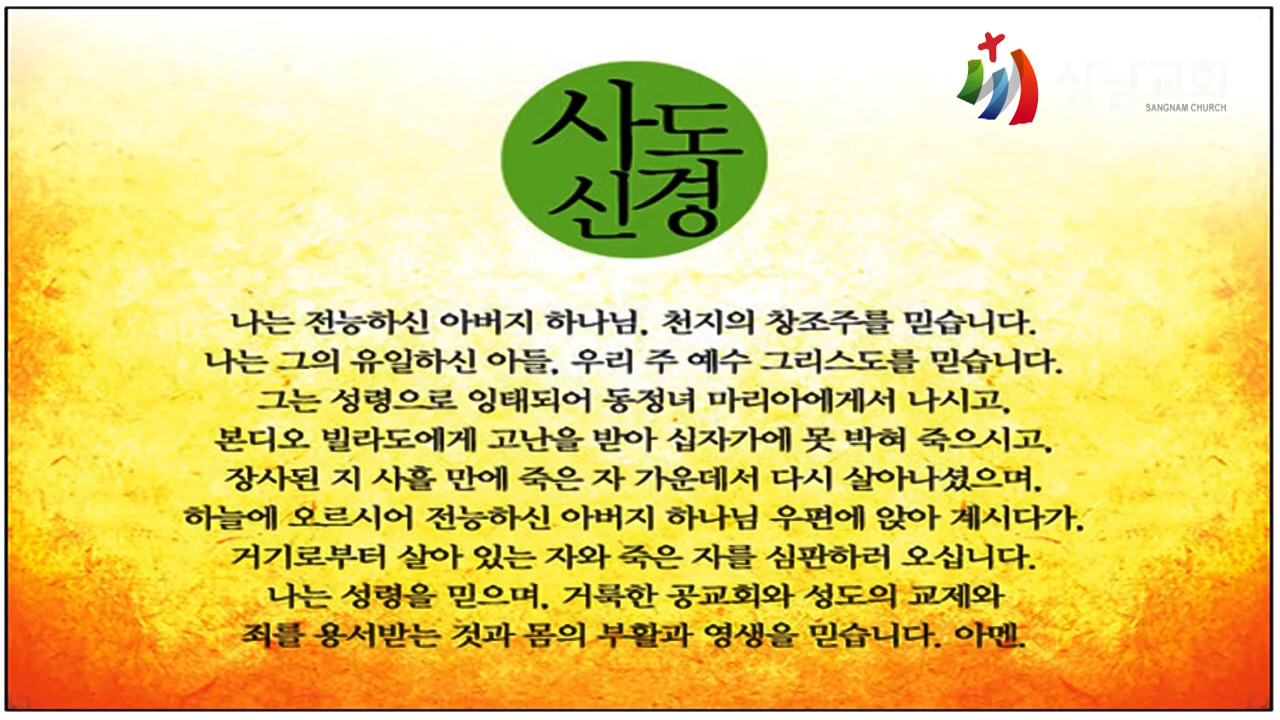 상남교회
SANGNAM CHURCH
사도
신경
나는 전능하신 아버지 하나님, 천지의 창조주를 믿습니다.
나는 그의 유일하신 아들, 우리 주 예수 그리스도를 믿습니다.
그는 성령으로 잉태되어 동정녀 마리아에게서 나시고,
본디오 빌라도에게 고난을 받아 십자가에 못 박혀 죽으시고,
장사된 지 사흘 만에 죽은 자 가운데서 다시 살아나셨으며,
하늘에 오르시어 전능하신 아버지 하나님 우편에 앉아 계시다가,
거기로부터 살아 있는 자와 죽은 자를 심판하러 오십니다.
나는 성령을 믿으며, 거룩한 공교회와 성도의 교제와
죄를 용서받는 것과 몸의 부활과 영생을 믿습니다. 아멘.